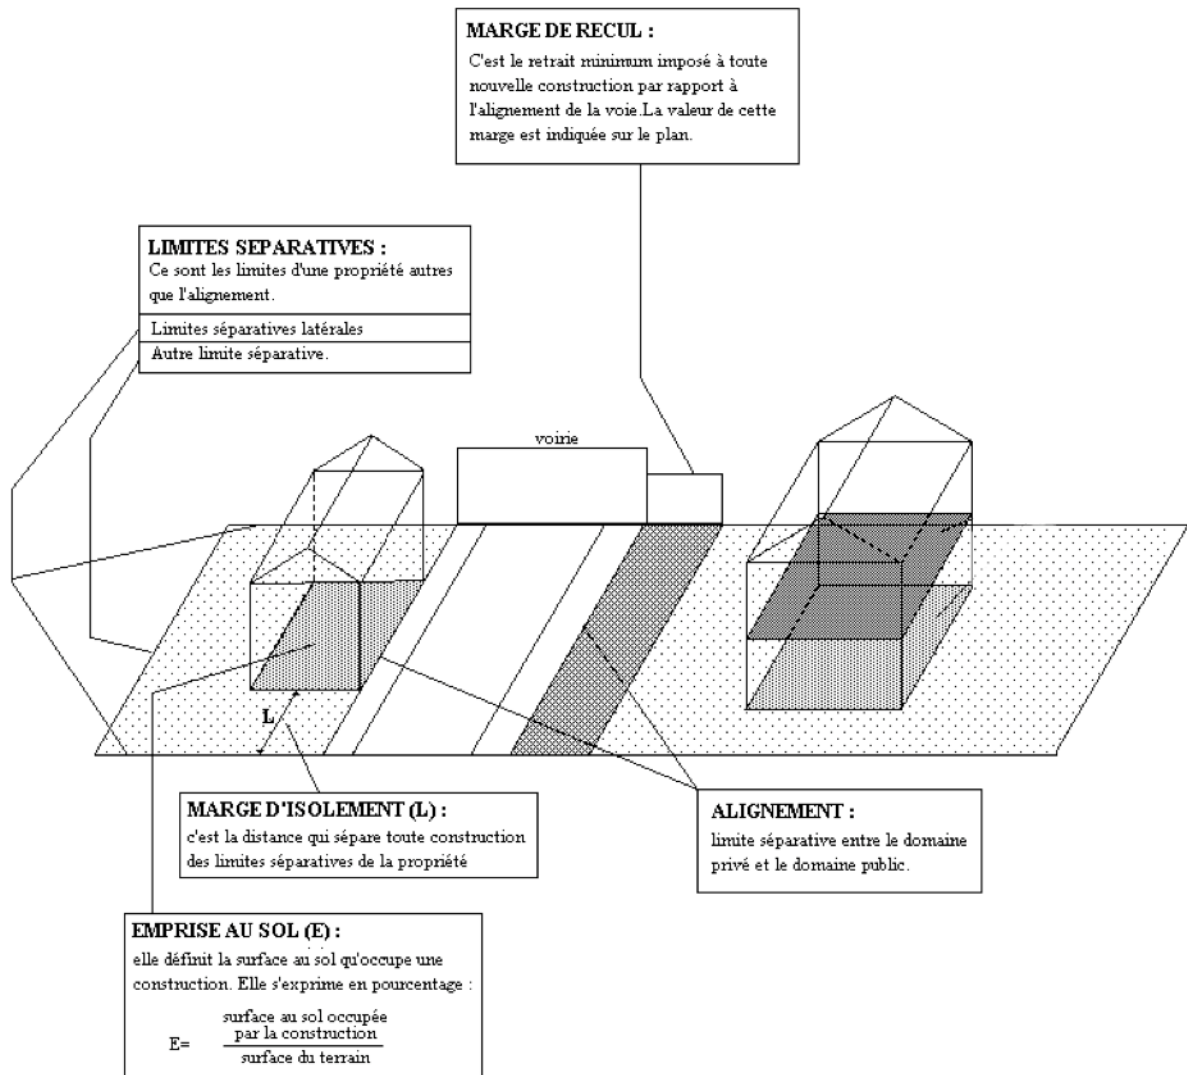 MARGE DE RECUL :
C'est le retrait minimum imposé à toute
nouvelle construction par rapport à
l'alignement de la voie.La valeur de cette
marge est indiquée sur le plan.
LIMITES SEPARATIVES :
Ce sont les limites d'une propriété autres
que l'alignement.
Limites séparatives latérales
Autre limite séparative.
voirie
L
MARGE D'ISOLEMENT (L) :
c'est la distance qui sépare toute construction
des limites séparatives de la propriété
ALIGNEMENT :
limite séparative entre le domaine
privé et le domaine public.
EMPRISE AU SOL (E) :
elle définit la surface au sol qu'occupe une
construction. Elle s'exprime en pourcentage :
surface au sol occupée
par la construction
E=
surface du terrain